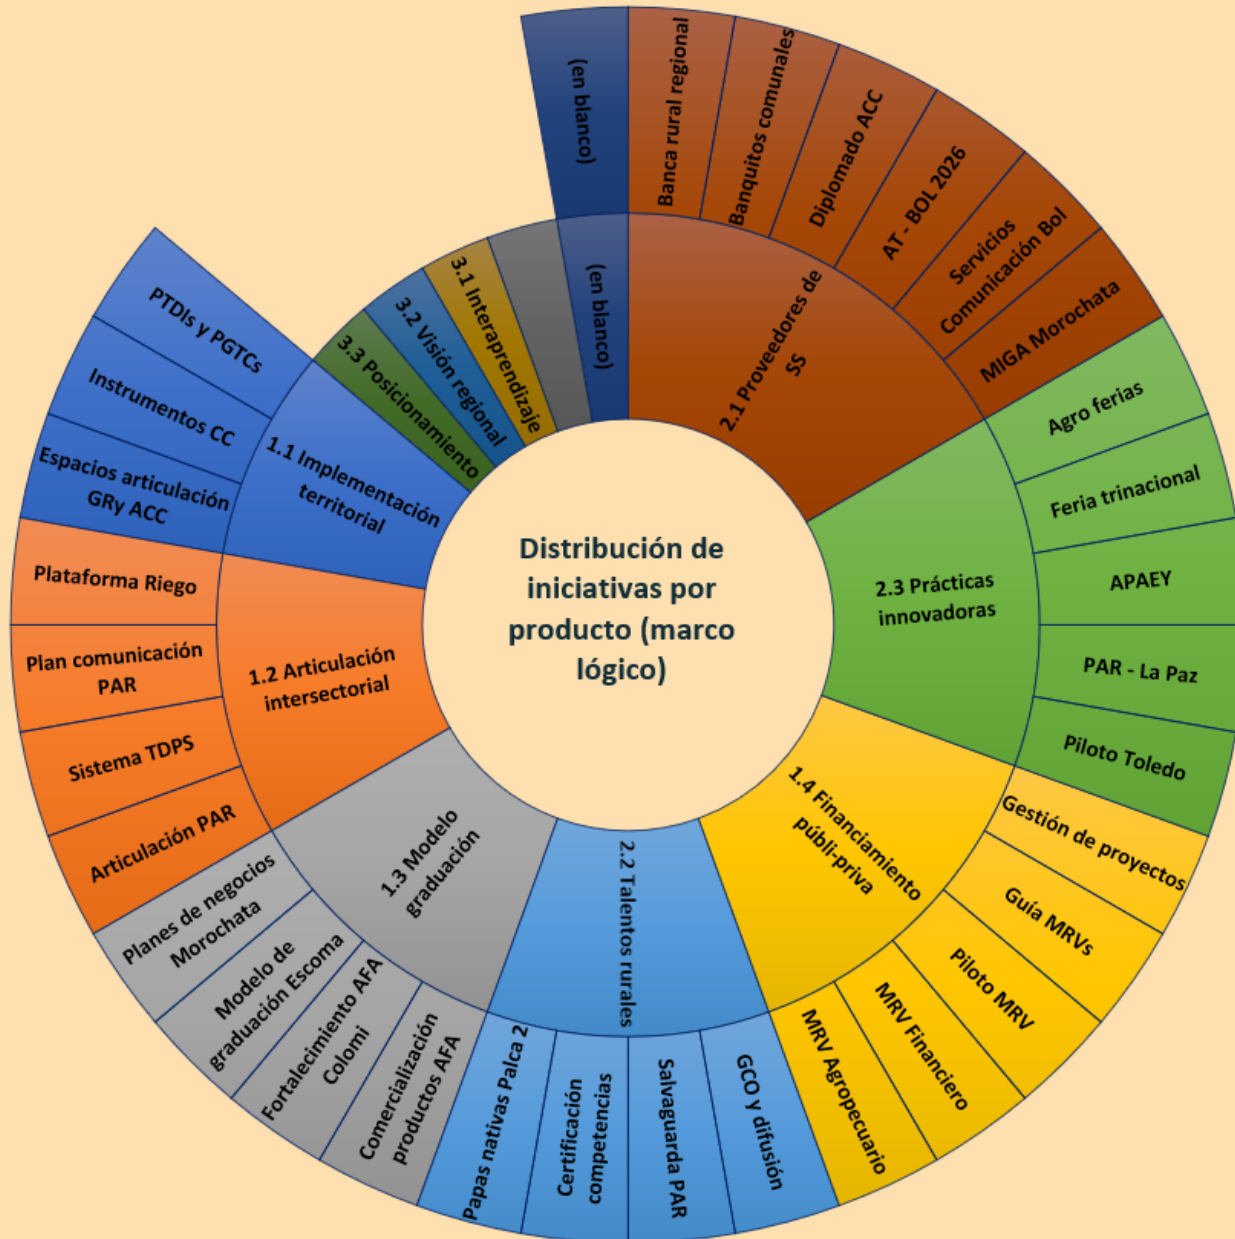 Distribución de
iniciativas por
producto (marco
lógico)
2.1 Proveedores de
SS
Banca rural regional
Banquitos comunales
Diplomado ACC
AT - BOL 2026
Servicios
Comunicación Bol
MIGA Morochata
2.3 Prácticas
innovadoras
Agro ferias
Feria trinacional
APAEY
PAR - La Paz
Piloto Toledo
1.4 Financiamiento
públi-priva
Gestión de proyectos
Guía MRVs
Piloto MRV
MRV Financiero
MRV Agropecuario
2.2 Talentos rurales
GCO y difusión
Salvaguarda PAR
Certificación
competencias
Papas nativas Palca 2
1.3 Modelo
graduación
Comercialización
productos AFA
Fortalecimiento AFA
Colomi
Modelo de
graduación Escoma
Planes de negocios
Morochata
1.2 Articulación
intersectorial
Articulación PAR
Sistema TDPS
Plan comunicación
PAR
Plataforma Riego
1.1 Implementación
territorial
Espacios articulación
GRy ACC
Instrumentos CC
PTDIs y PGTCs
3.3 Posicionamiento
3.2 Visión regional
3.1 Interaprendizaje
(en blanco)
(en blanco)